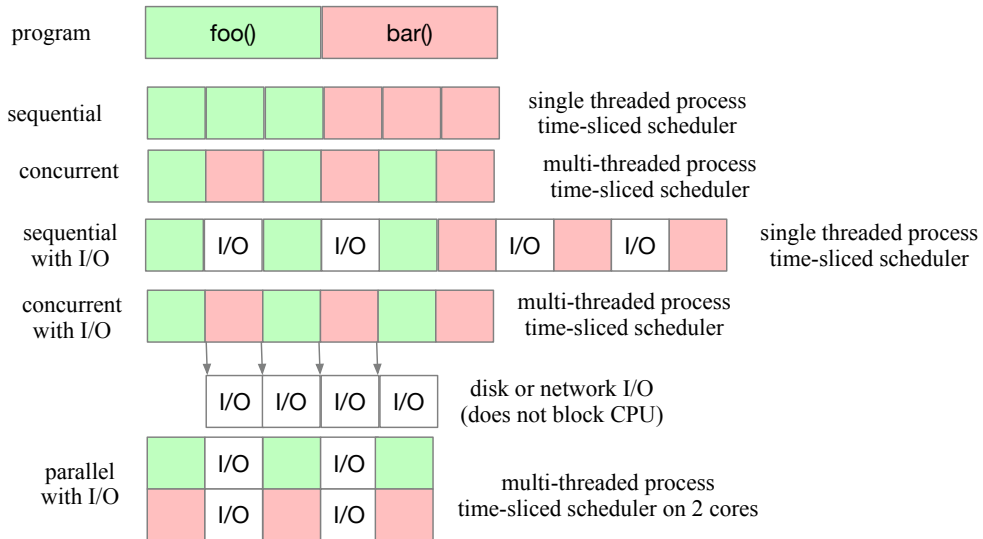 program
foo()
bar()
sequential
single threaded process
time-sliced scheduler
concurrent
multi-threaded process
time-sliced scheduler
sequential
with I/O
I/O
I/O
I/O
I/O
single threaded process
time-sliced scheduler
concurrent
with I/O
multi-threaded process
time-sliced scheduler
I/O
I/O
I/O
I/O
disk or network I/O
(does not block CPU)
parallel
with I/O
I/O
I/O
I/O
I/O
multi-threaded process
time-sliced scheduler on 2 cores